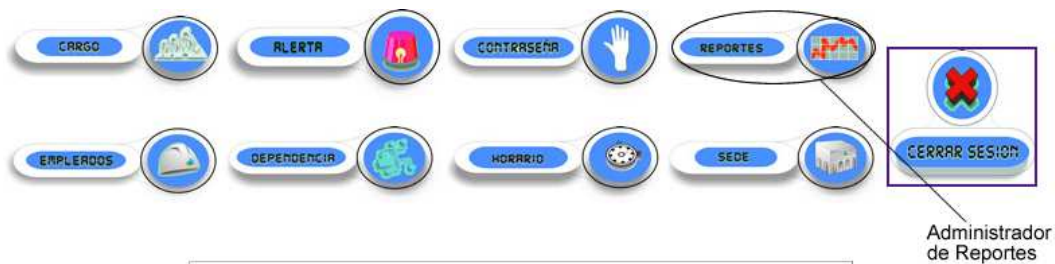 CARGO
ALERTA
CONTRASEÑA
REPORTES
EMPLEADOS
DEPENDENCIA
HORARIO
SEDE
CERRAR SESION
Administrador
de Reportes